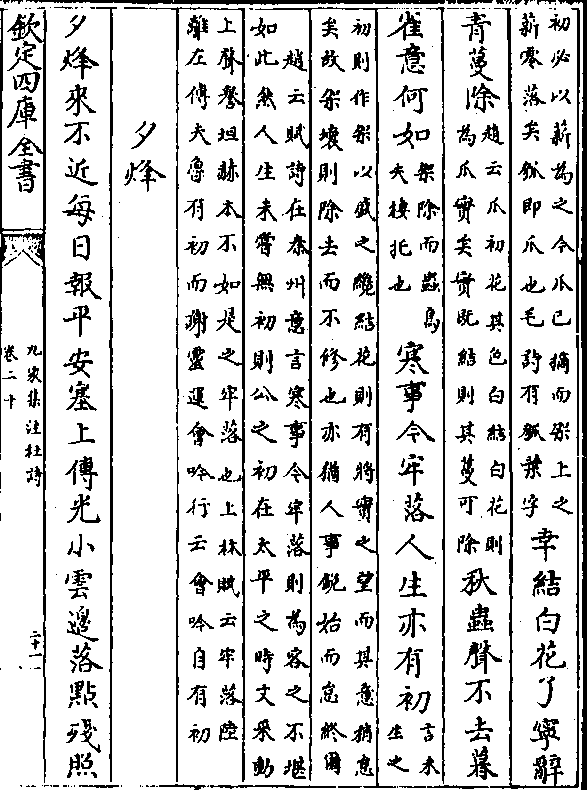 初必以薪為之今瓜已摘而架上之
薪零落矣瓠即瓜也毛詩有瓠葉字
幸結白花了寧辭
青蔓除
趙云瓜初花其色白結白花則
為瓜實矣實既結則其蔓可除
秋蟲聲不去暮
雀意何如
架除而蟲鳥
失棲托也
寒事今牢落人生亦有初
言未
生之
初則作架以盛之纔結花則有將實之望而其意稍怠
矣故架壞則除去而不修也亦猶人事銳始而怠終爾
趙云賦詩在秦州意言寒事今牢落則為客之不堪
如此然人生未嘗無初則公之初在太平之時文采動
上聲譽坦赫本不如是之牢落也上林賦云牢落陸
離左傳夫魯有初而謝靈運會吟行云會吟自有初
夕烽
夕烽來不近每日報平安塞上傳光小雲邊落點殘照
欽定四庫全書
九家集注杜詩
卷二十
二十一